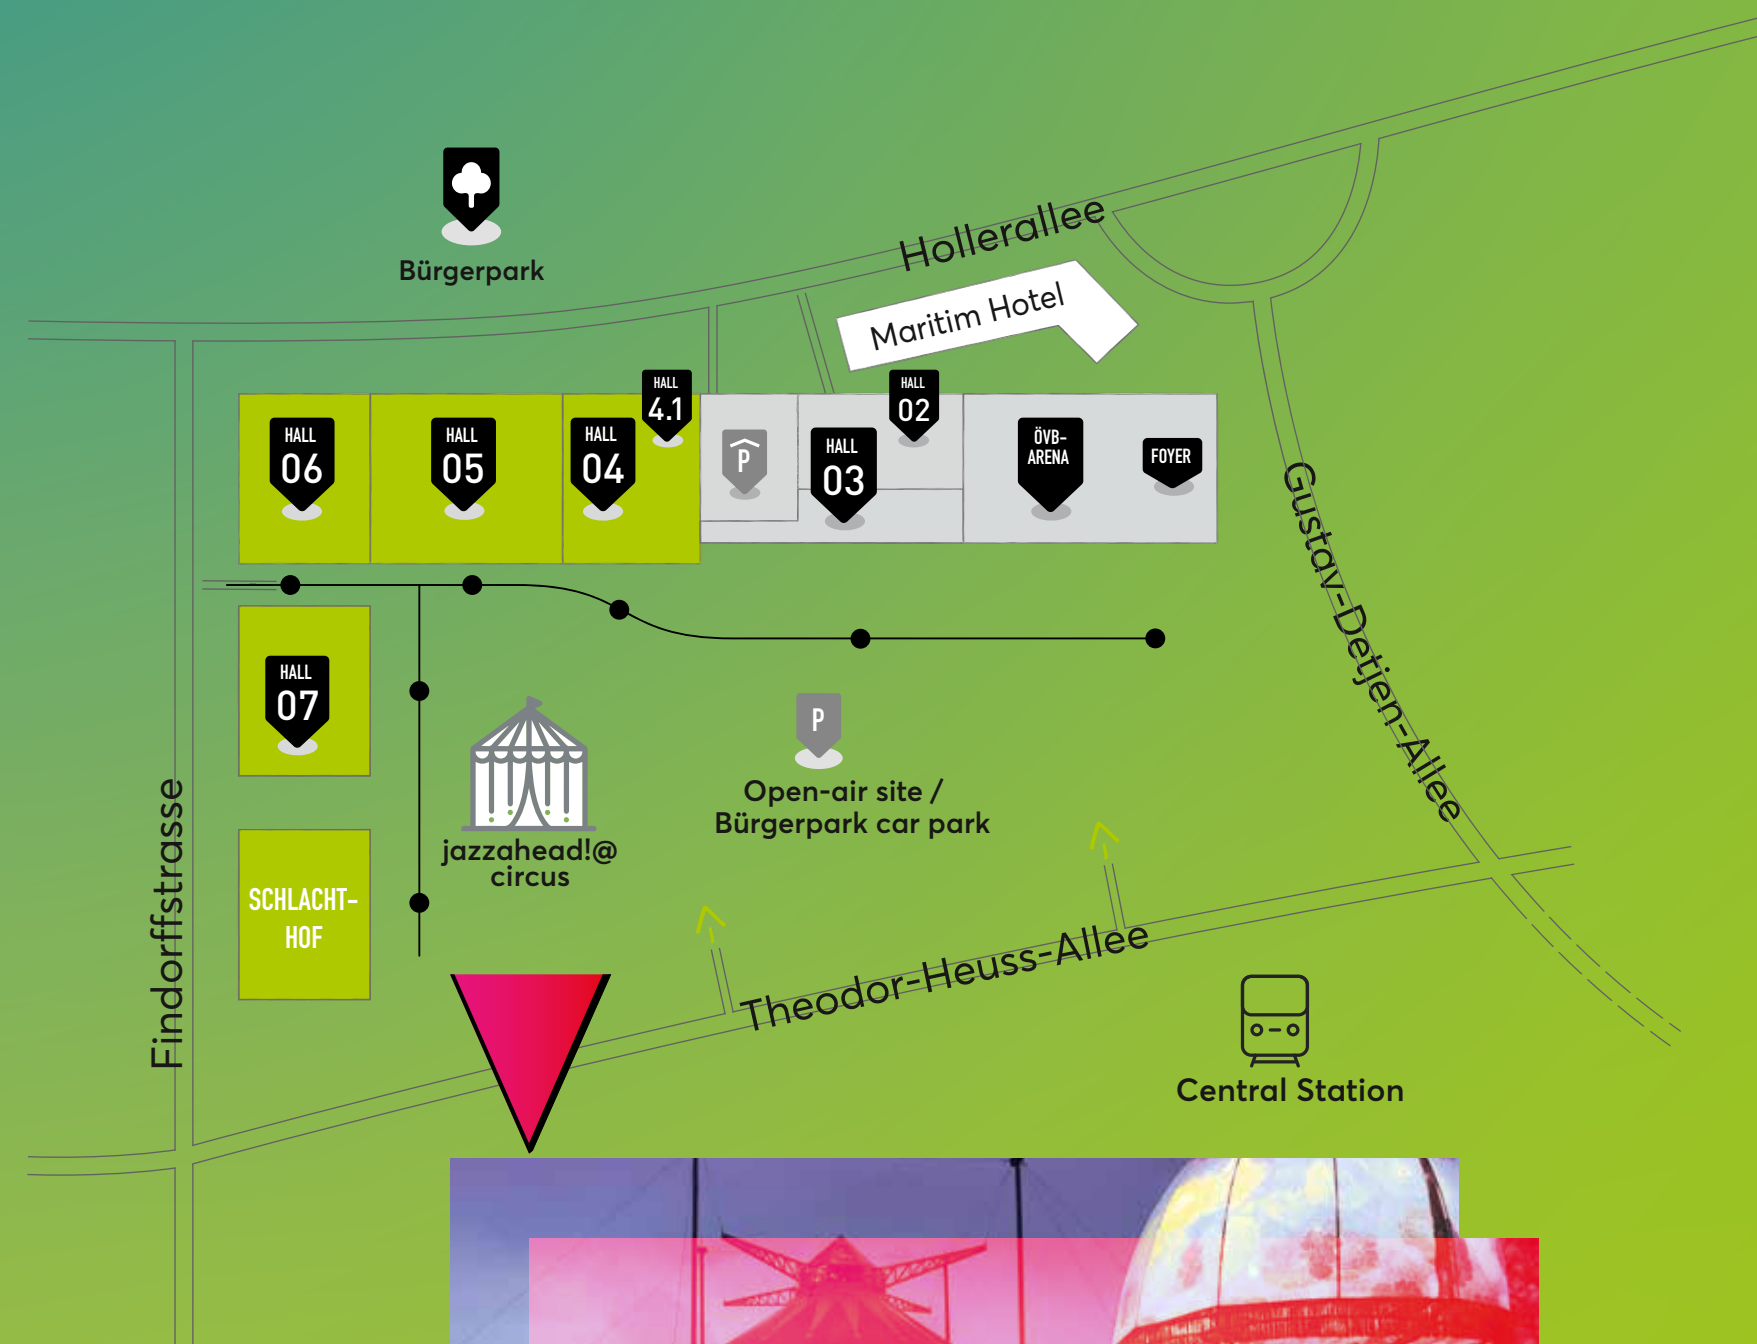 Bürgerpark
Hollerallee
Maritim Hotel
HALL
06
HALL
05
HALL
04
HALL
4.1
P
HALL
03
HALL
02
ÖVB-
ARENA
FOYER
Gustav-Detjen-Allee
HALL
07
P
Open-air site /
Bürgerpark car park
jazzahead!@
circus
SCHLACHT-
HOF
Findorffstrasse
Theodor-Heuss-Allee
Central Station